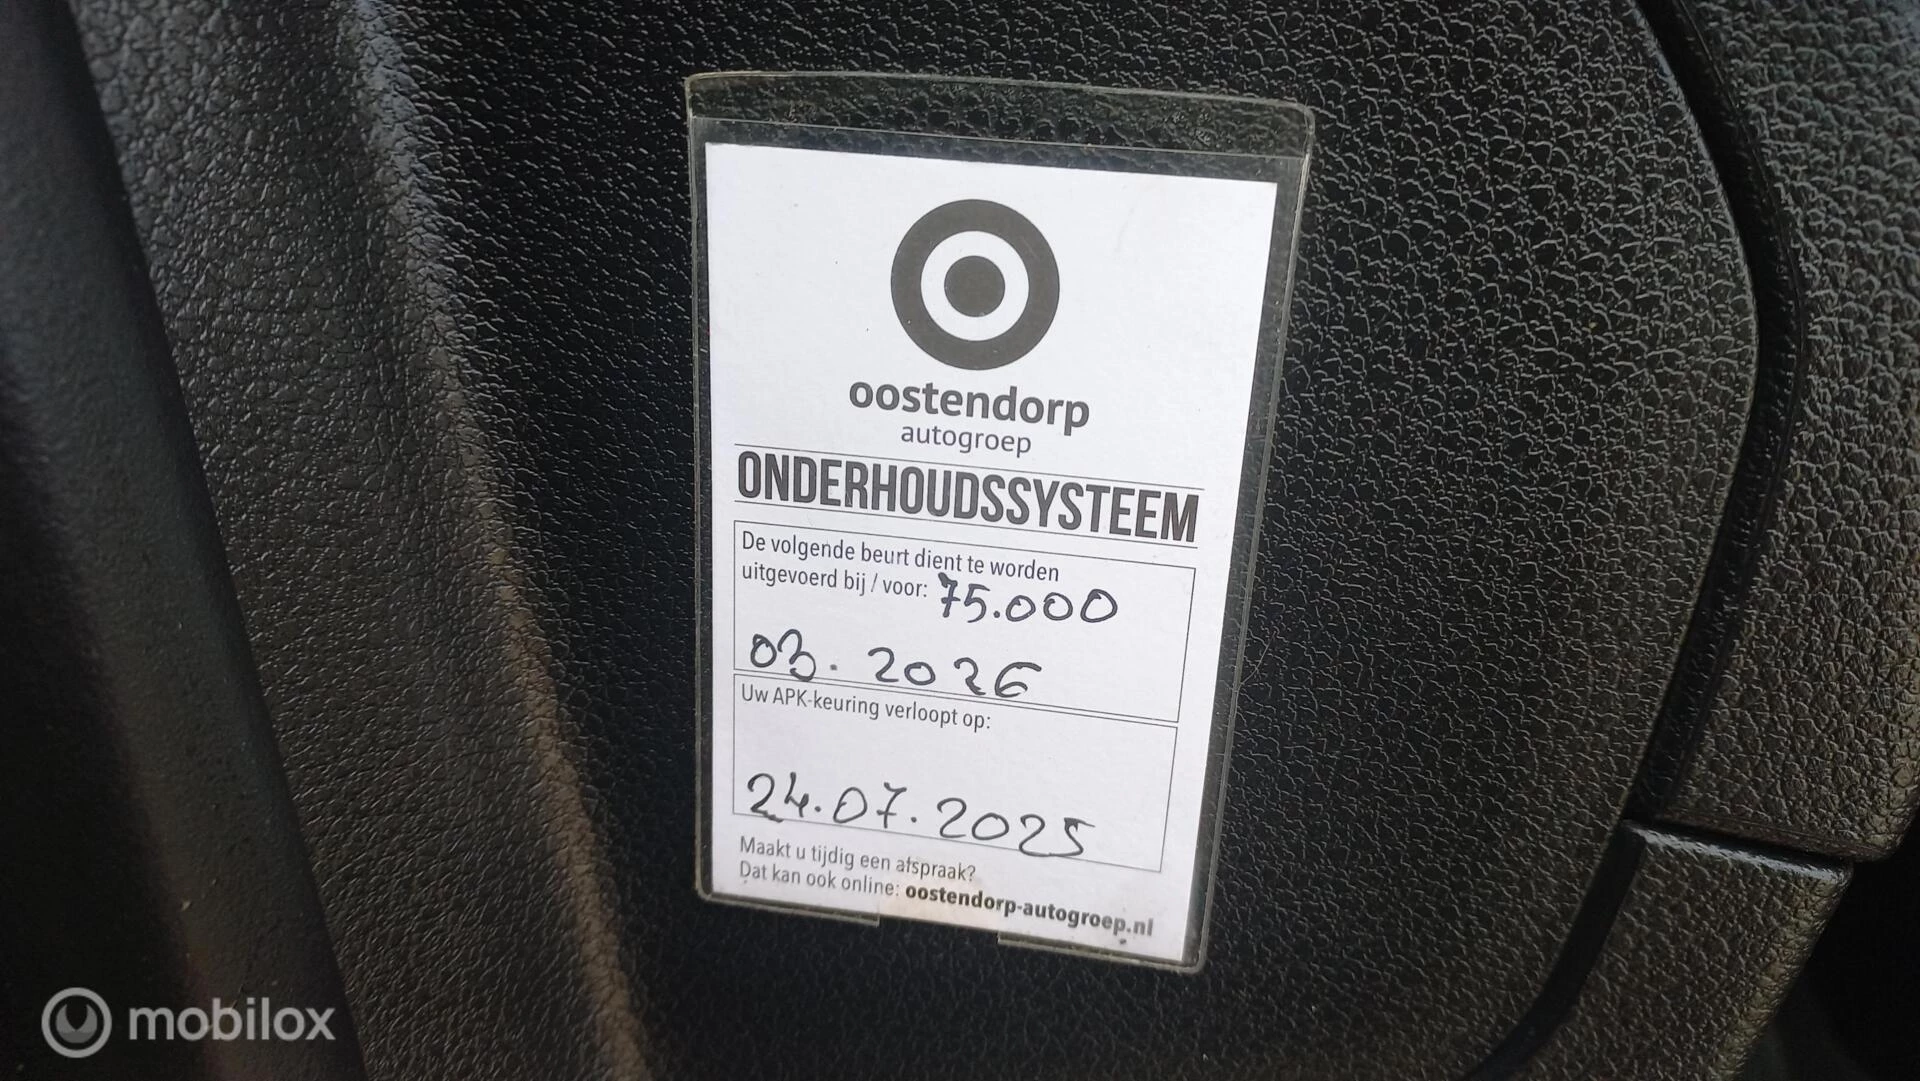 oostendorp
autogroep
ONDERHOUDSSYSTEEM
De volgende beurt dient te worden
uitgevoerd bij / voor: 75.000
03. 2026
Uw APK-keuring verloopt op:
24.07.2025
Maakt u tijdig een afspraak?
Dat kan ook online: oostendorp-autogroep.nl
mobilox